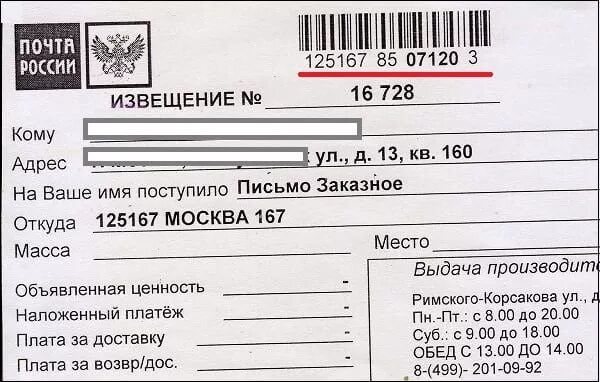 ПОЧТА РОССИИ
125167 85 07120 3
ИЗВЕЩЕНИЕ № 16 728
Кому
Адрес ул., д. 13, кв. 160
На Ваше имя поступило Письмо Заказное
Откуда 125167 МОСКВА 167
Масса Место -
Объявленная ценность -
Наложенный платёж -
Плата за доставку -
Плата за возвр/дос. -
Выдача производите
Римского-Корсакова ул., д
Пн.-Пт.: с 8.00 до 20.00
Суб.: с 9.00 до 18.00
ОБЕД С 13.00 ДО 14.00
8-(499)- 201-09-92